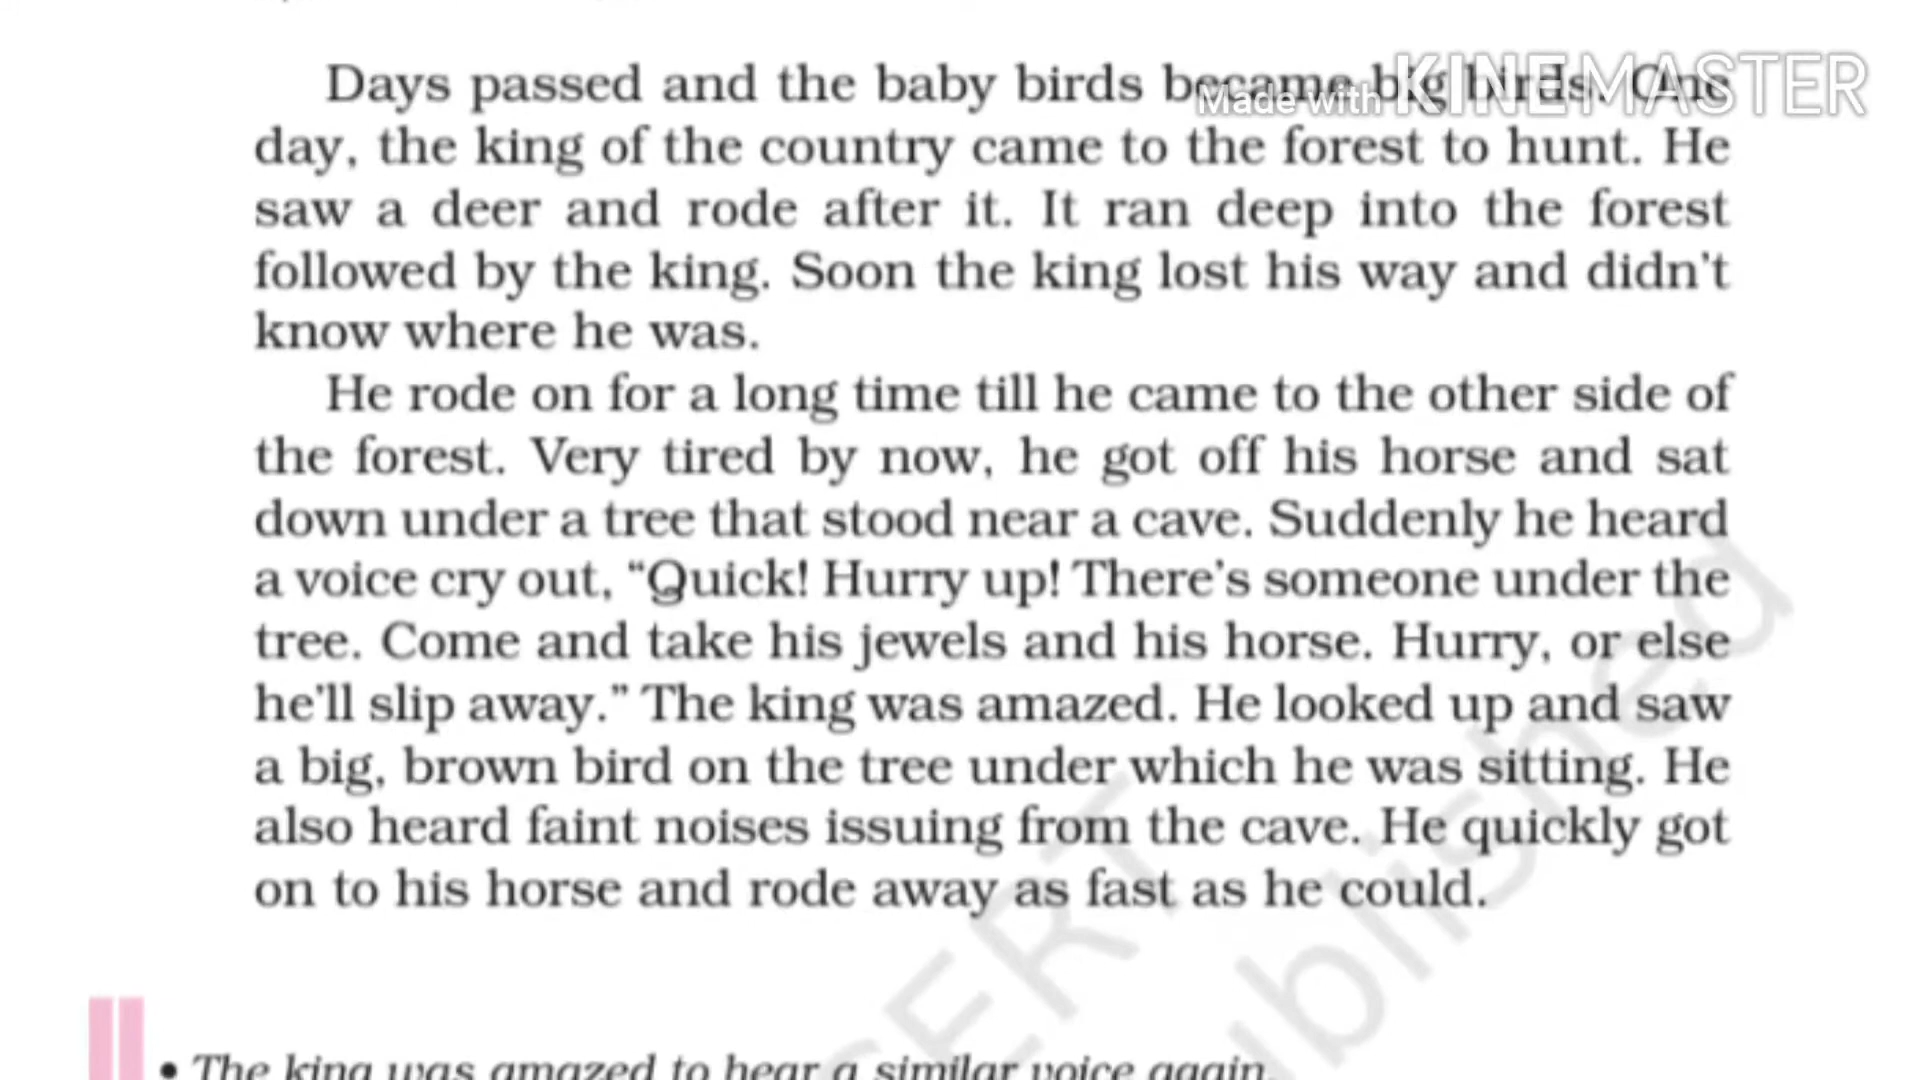 Days passed and the baby birds became big birds. One
Made with KINEMASTER
day, the king of the country came to the forest to hunt. He
saw a deer and rode after it. It ran deep into the forest
followed by the king. Soon the king lost his way and didn't
know where he was.
He rode on for a long time till he came to the other side of
the forest. Very tired by now, he got off his horse and sat
down under a tree that stood near a cave. Suddenly he heard
a voice cry out, “Quick! Hurry up! There's someone under the
tree. Come and take his jewels and his horse. Hurry, or else
he'll slip away.” The king was amazed. He looked up and saw
a big, brown bird on the tree under which he was sitting. He
also heard faint noises issuing from the cave. He quickly got
on to his horse and rode away as fast as he could.
II
• The king was amazed to hear a similar voice again.